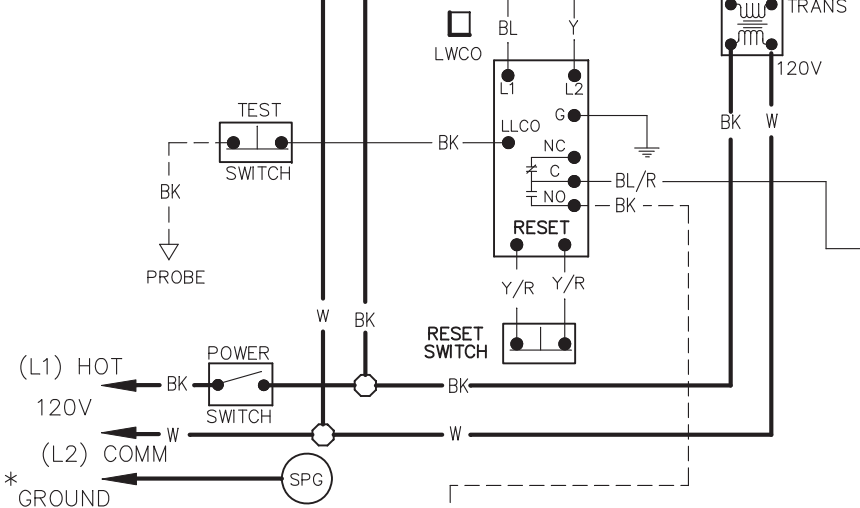 TRANS
BL
Y
LWCO
120V
L1
L2
TEST
G
BK
W
LLCO
BK
NC
SWITCH
C
BL/R
BK
NO
BK
RESET
PROBE
Y/R
Y/R
W
BK
RESET
SWITCH
POWER
(L1) HOT
BK
BK
120V
SWITCH
W
W
(L2) COMM
*
GROUND
SPG